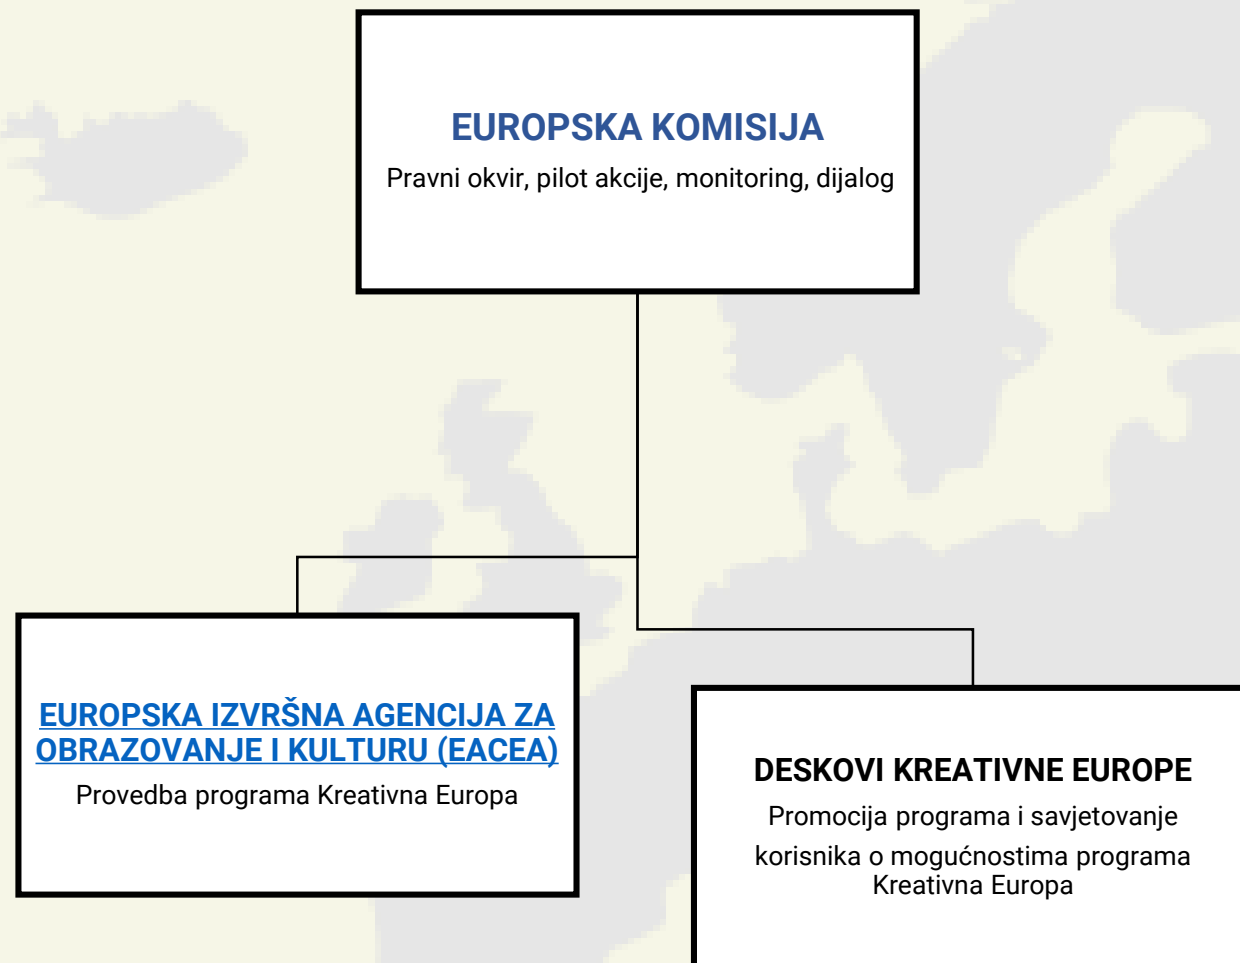 EUROPSKA KOMISIJA
Pravni okvir, pilot akcije, monitoring, dijalog
EUROPSKA IZVRŠNA AGENCIJA ZA
OBRAZOVANJE I KULTURU (EACEA)
Provedba programa Kreativna Europa
DESKOVI KREATIVNE EUROPE
Promocija programa i savjetovanje
korisnika o mogućnostima programa
Kreativna Europa